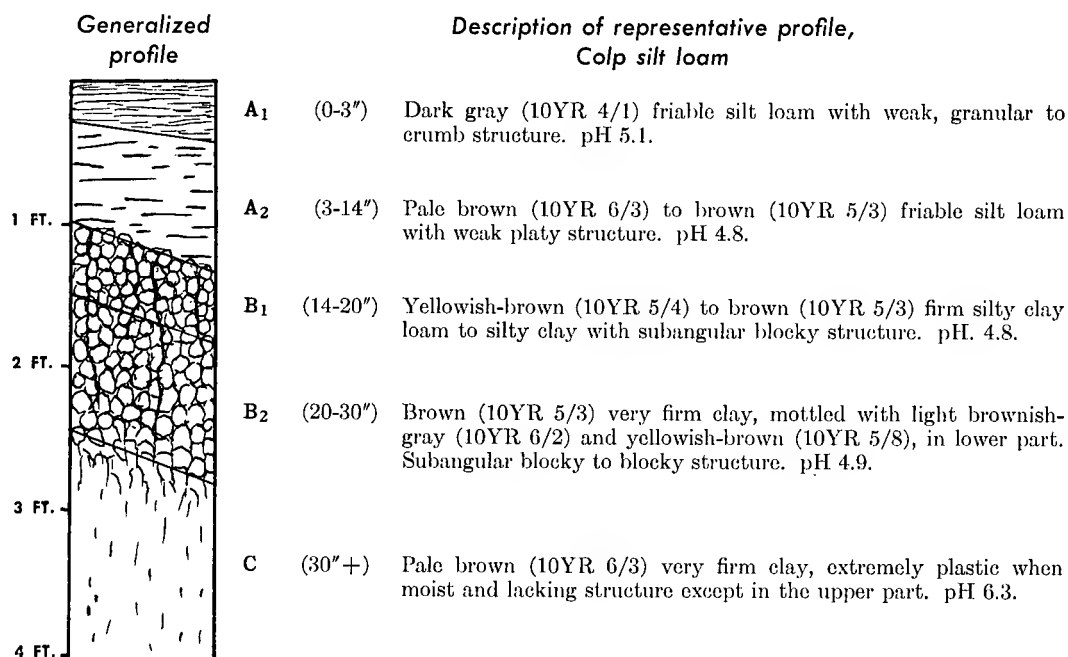 Generalized
profile
Description of representative profile,
Colp silt loam
A1 (0-3″) Dark gray (10YR 4/1) friable silt loam with weak, granular to
crumb structure. pH 5.1.
A2 (3-14″) Pale brown (10YR 6/3) to brown (10YR 5/3) friable silt loam
with weak platy structure. pH 4.8.
1 FT.
B1 (14-20″) Yellowish-brown (10YR 5/4) to brown (10YR 5/3) firm silty clay
loam to silty clay with subangular blocky structure. pH. 4.8.
2 FT.
B2 (20-30″) Brown (10YR 5/3) very firm clay, mottled with light brownish-
gray (10YR 6/2) and yellowish-brown (10YR 5/8), in lower part.
Subangular blocky to blocky structure. pH 4.9.
3 FT.
C (30″+) Pale brown (10YR 6/3) very firm clay, extremely plastic when
moist and lacking structure except in the upper part. pH 6.3.
4 FT.